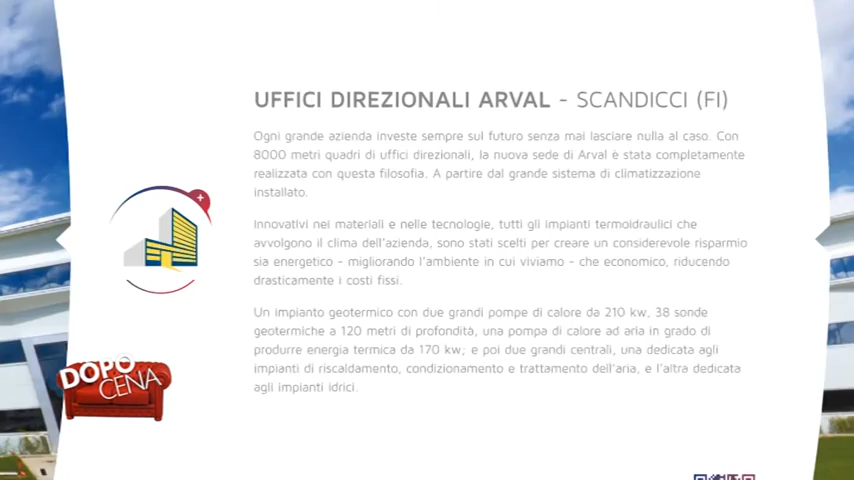 UFFICI DIREZIONALI ARVAL - SCANDICCI (FI)
Ogni grande azienda investe sempre sul futuro senza mai lasciare nulla al caso. Con
8000 metri quadri di uffici direzionali, la nuova sede di Arval è stata completamente
realizzata con questa filosofia. A partire dal grande sistema di climatizzazione
installato.
Innovativi nei materiali e nelle tecnologie, tutti gli impianti termoidraulici che
avvolgono il clima dell'azienda, sono stati scelti per creare un considerevole risparmio
sia energetico - migliorando l'ambiente in cui viviamo - che economico, riducendo
drasticamente i costi fissi.
Un impianto geotermico con due grandi pompe di calore da 210 kw, 38 sonde
geotermiche a 120 metri di profondità, una pompa di calore ad aria in grado di
produrre energia termica da 170 kw; e poi due grandi centrali, una dedicata agli
impianti di riscaldamento, condizionamento e trattamento dell'aria, e l'altra dedicata
agli impianti idrici.
DOPO
CENA